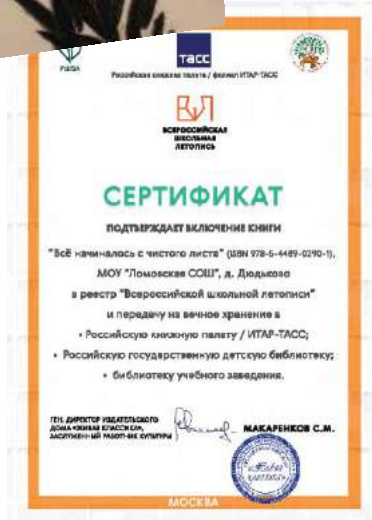 РШБА
ТАСС
Российская книжная палата / филиал ИТАР-ТАСС
ВСЕРОССИЙСКАЯ
ШКОЛЬНАЯ
ЛЕТОПИСЬ
СЕРТИФИКАТ
ПОДТВЕРЖДАЕТ ВКЛЮЧЕНИЕ КНИГИ
"Всё начиналось с чистого листа" (ISBN 978-5-4489-0290-1),
МОУ "Ломовская СОШ", д. Дюдьково
в реестр "Всероссийской школьной летописи"
и передачу на вечное хранение в
• Российскую книжную палату / ИТАР-ТАСС;
• Российскую государственную детскую библиотеку;
• библиотеку учебного заведения.
ГЕН. ДИРЕКТОР ИЗДАТЕЛЬСКОГО
ДОМА «ЖИВАЯ КЛАССИКА»,
ЗАСЛУЖЕННЫЙ РАБОТНИК КУЛЬТУРЫ
МАКАРЕНКОВ С.М.
МОСКВА